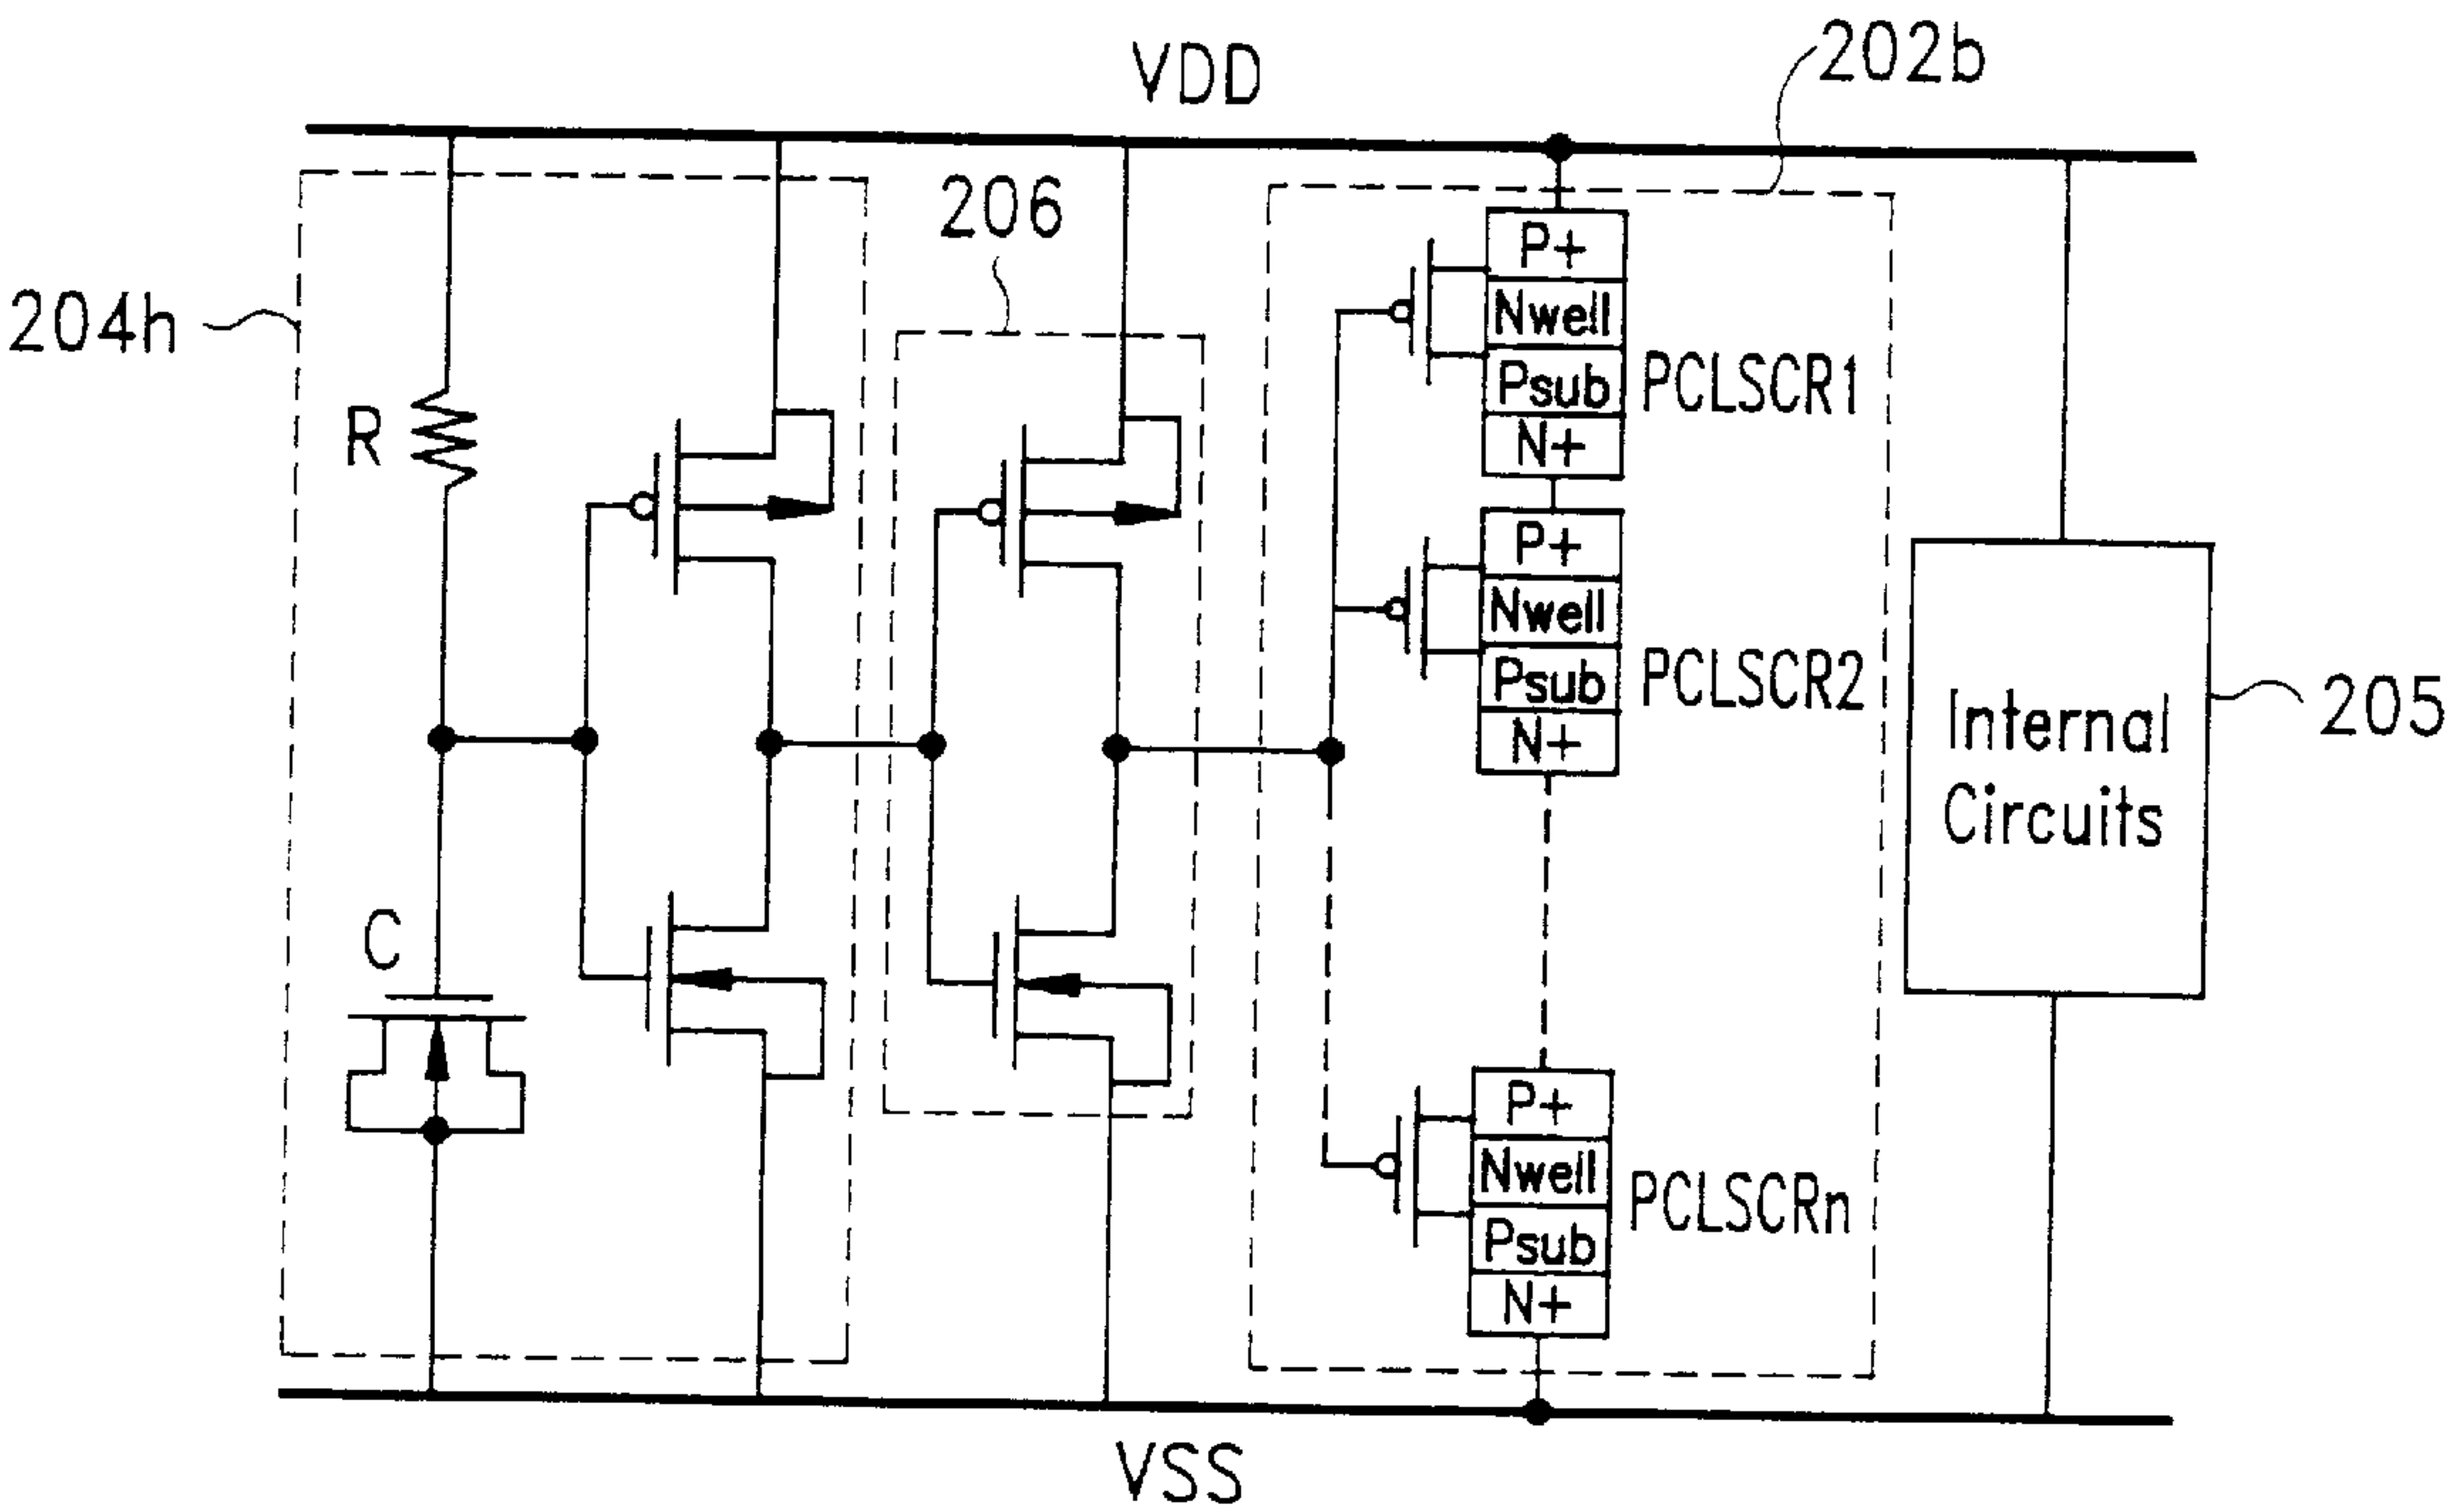 VDD
202b
206
204h
R
C
P+
Nwell
Psub
N+
PCLSCR1
P+
Nwell
Psub
N+
PCLSCR2
P+
Nwell
Psub
N+
PCLSCRn
Internal
Circuits
205
VSS